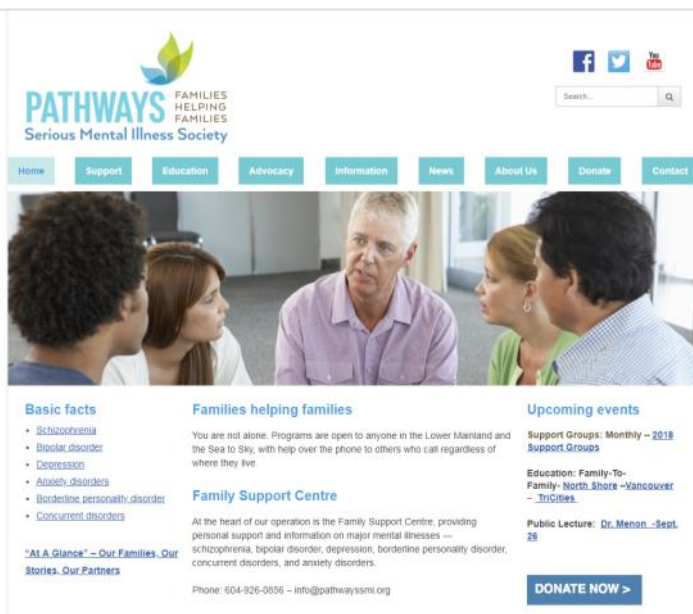 PATHWAYS
FAMILIES
HELPING
FAMILIES
Serious Mental Illness Society
You
Tube
Search...
Home
Support
Education
Advocacy
Information
News
About Us
Donate
Contact
Basic facts
Schizophrenia
Bipolar disorder
Depression
Anxiety disorders
Borderline personality disorder
Concurrent disorders
"At A Glance" – Our Families, Our
Stories, Our Partners
Families helping families
You are not alone. Programs are open to anyone in the Lower Mainland and
the Sea to Sky, with help over the phone to others who call regardless of
where they live.
Family Support Centre
At the heart of our operation is the Family Support Centre, providing
personal support and information on major mental illnesses —
schizophrenia, bipolar disorder, depression, borderline personality disorder,
concurrent disorders, and anxiety disorders.
Phone: 604-926-0856 – info@pathwayssmi.org
Upcoming events
Support Groups: Monthly – 2018
Support Groups
Education: Family-To-
Family- North Shore –Vancouver
– TriCities
Public Lecture: Dr. Menon -Sept.
26
DONATE NOW >